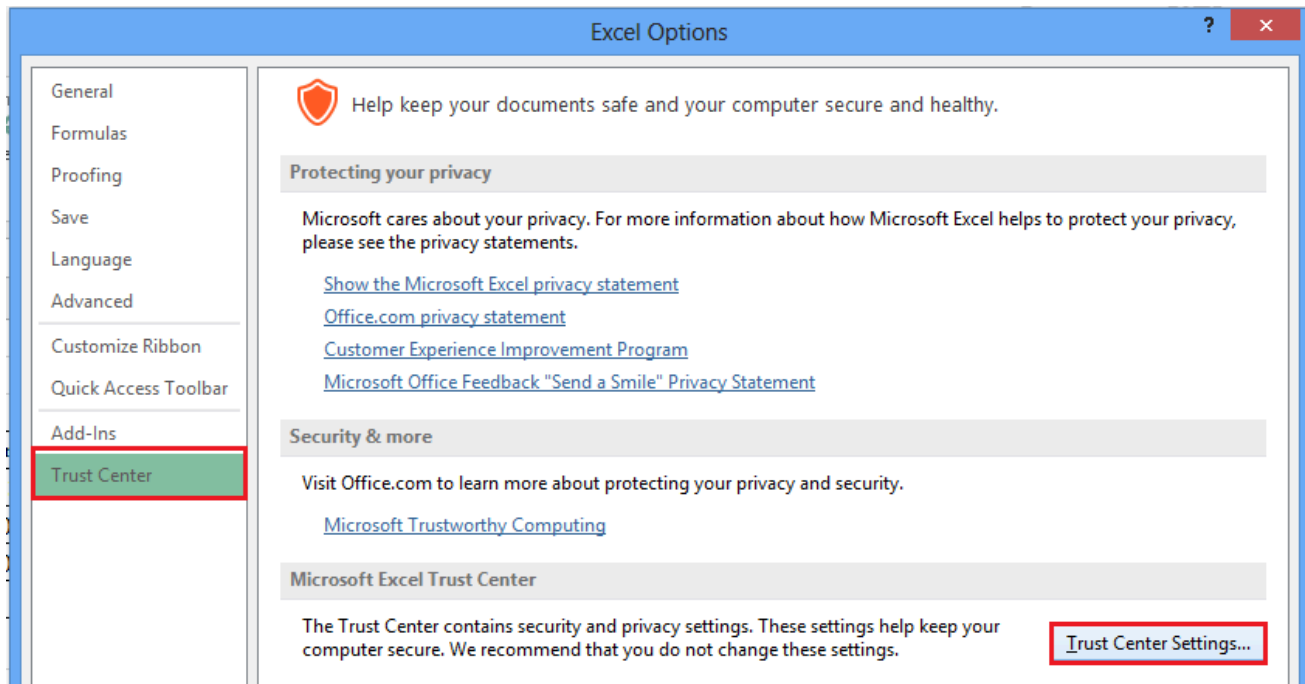 Excel Options
?
General
Formulas
Proofing
Save
Language
Advanced
Customize Ribbon
Quick Access Toolbar
Add-Ins
Trust Center
Help keep your documents safe and your computer secure and healthy.
Protecting your privacy
Microsoft cares about your privacy. For more information about how Microsoft Excel helps to protect your privacy,
please see the privacy statements.
Show the Microsoft Excel privacy statement
Office.com privacy statement
Customer Experience Improvement Program
Microsoft Office Feedback "Send a Smile" Privacy Statement
Security & more
Visit Office.com to learn more about protecting your privacy and security.
Microsoft Trustworthy Computing
Microsoft Excel Trust Center
The Trust Center contains security and privacy settings. These settings help keep your
computer secure. We recommend that you do not change these settings.
Trust Center Settings...